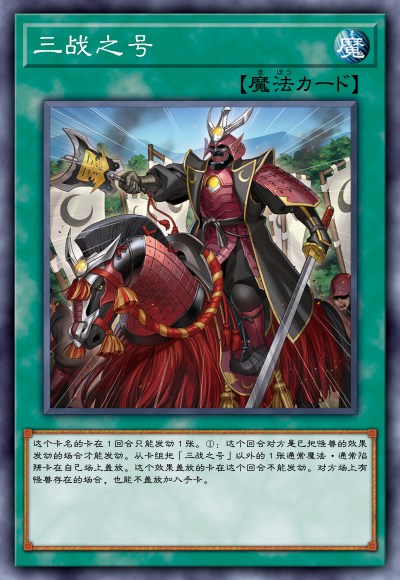 三战之号
魔
【魔法カード】
ま ほう
这个卡名的卡在1回合只能发动1张。①：这个回合对方是已把怪兽的效果
发动的场合才能发动。从卡组把「三战之号」以外的1张通常魔法·通常陷
阱卡在自己场上盖放。这个效果盖放的卡在这个回合不能发动。对方场上有
怪兽存在的场合，也能不盖放加入手卡。